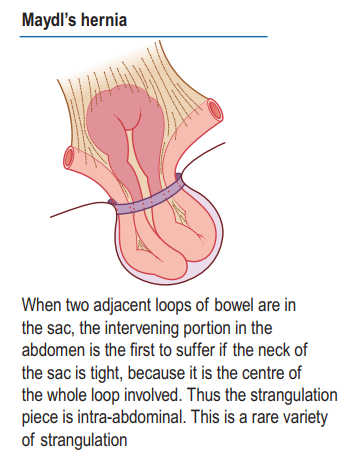 Maydl's hernia
When two adjacent loops of bowel are in
the sac, the intervening portion in the
abdomen is the first to suffer if the neck of
the sac is tight, because it is the centre of
the whole loop involved. Thus the strangulation
piece is intra-abdominal. This is a rare variety
of strangulation